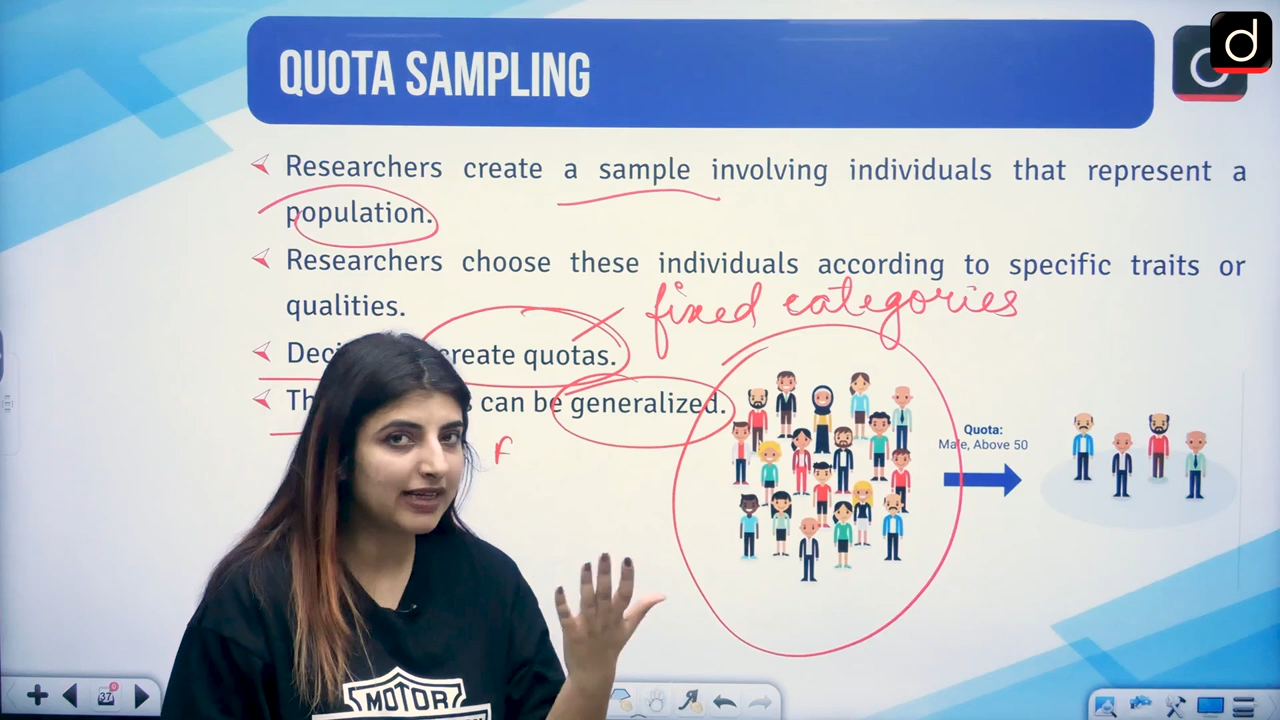 d
QUOTA SAMPLING
Researchers create a sample involving individuals that represent a
population.
Researchers choose these individuals according to specific traits or
qualities.
fixed categories
create quotas.
can be generalized.
Quota:
Male, Above 50
MOTOR
37